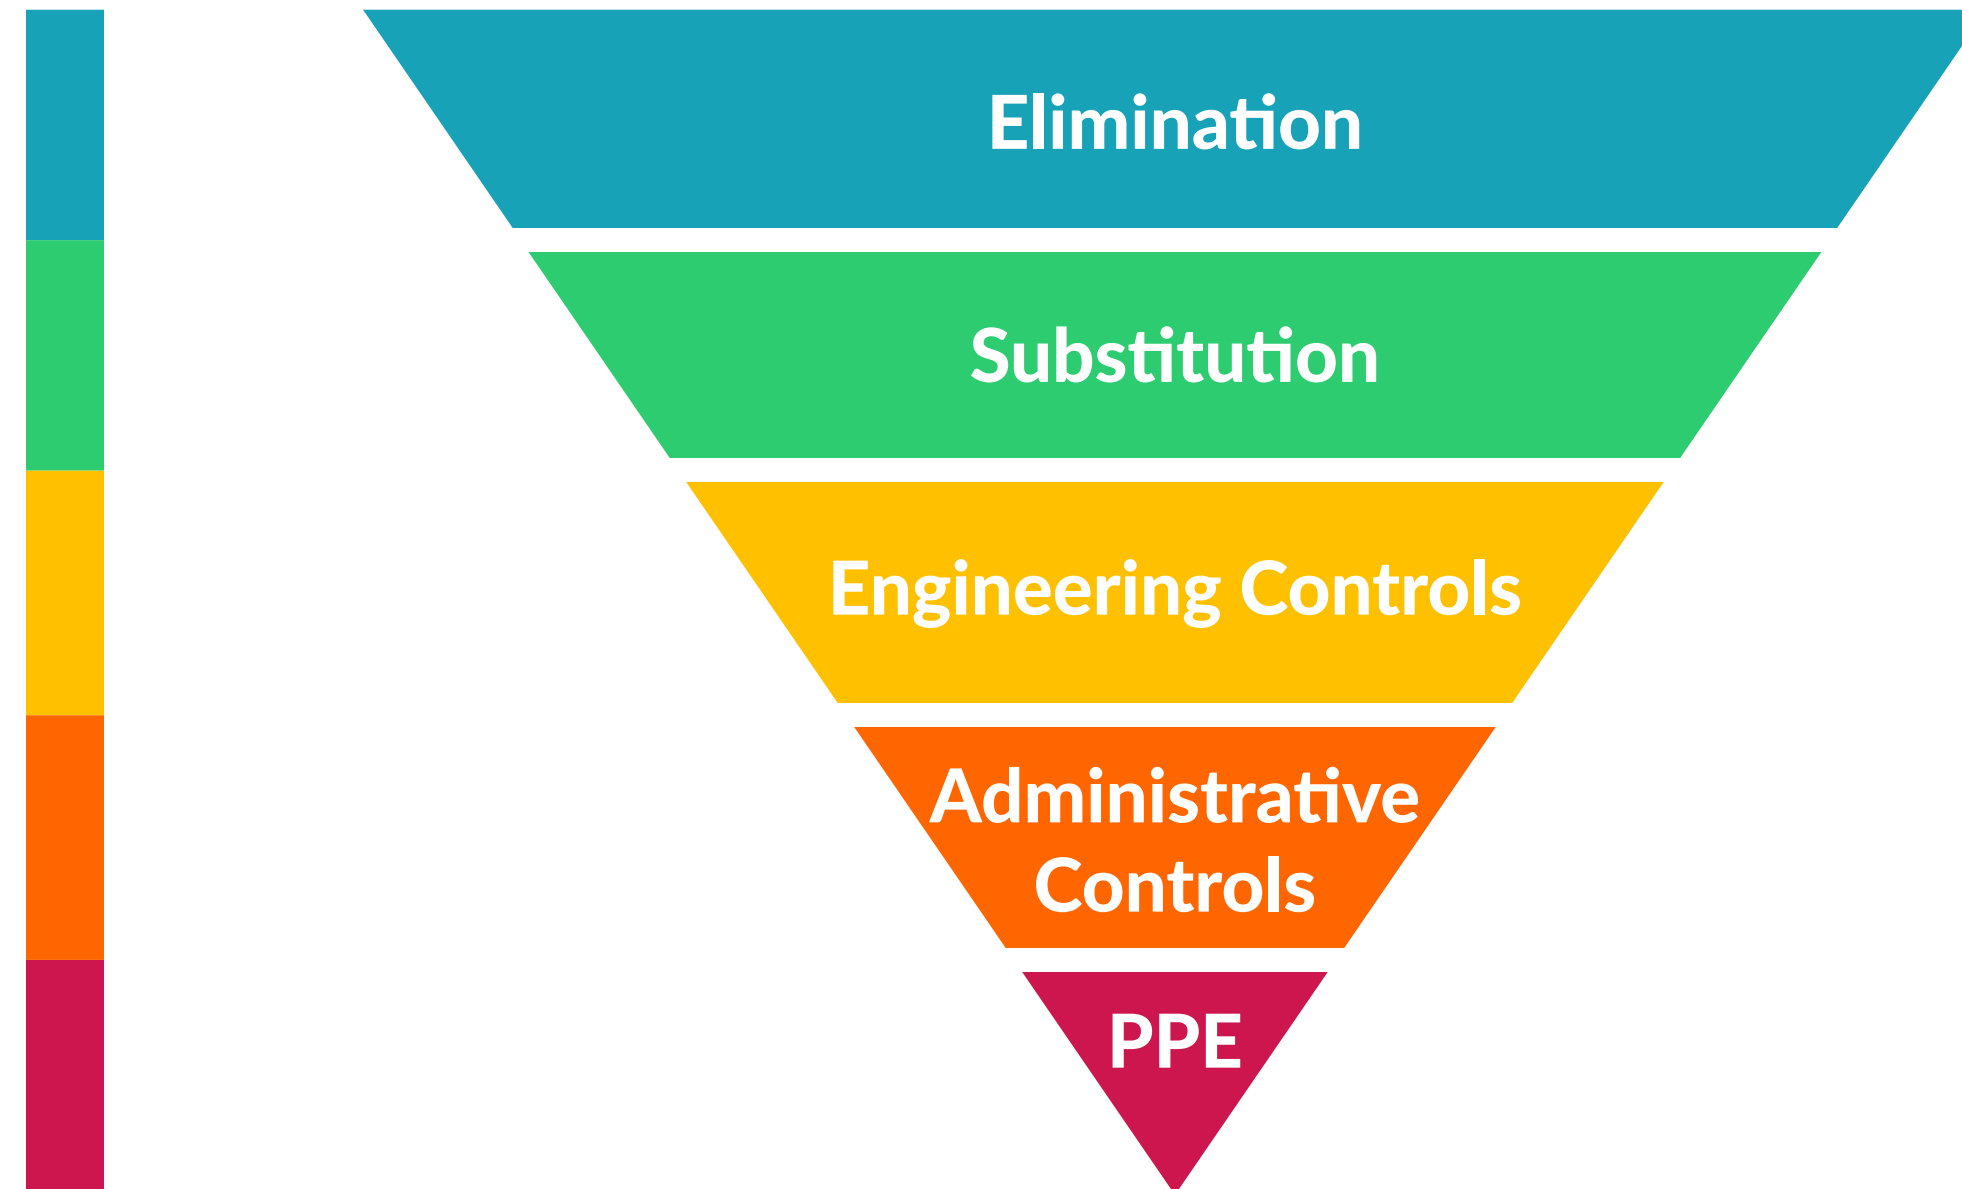 Elimination
Substitution
Engineering Controls
Administrative
Controls
PPE